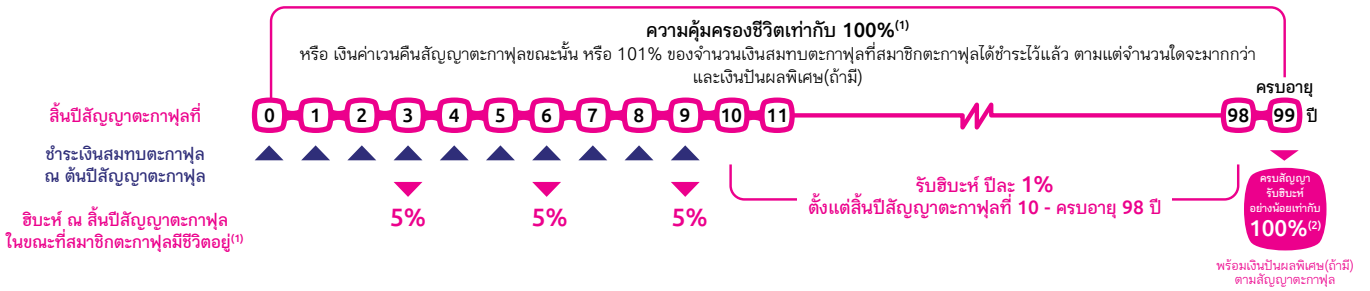 ความคุ้มครองชีวิตเท่ากับ 100%(1)
หรือ เงินค่าเวนคืนสัญญาตะกาฟุลขณะนั้น หรือ 101% ของจำนวนเงินสมทบตะกาฟุลที่สมาชิกตะกาฟุลได้ชำระไว้แล้ว ตามแต่จำนวนใดจะมากกว่า
และเงินปันผลพิเศษ(ถ้ามี)
ครบอายุ
สิ้นปีสัญญาตะกาฟุลที่ 0 1 2 3 4 5 6 7 8 9 10 11 98 99 ปี
ชำระเงินสมทบตะกาฟุล
ณ ต้นปีสัญญาตะกาฟุล
ฮิบะห์ ณ สิ้นปีสัญญาตะกาฟุล
ในขณะที่สมาชิกตะกาฟุลมีชีวิตอยู่(1)
5% 5% 5%
รับฮิบะห์ ปีละ 1%
ตั้งแต่สิ้นปีสัญญาตะกาฟุลที่ 10 - ครบอายุ 98 ปี
ครบสัญญา
รับฮิบะห์
อย่างน้อยเท่ากับ
100%(2)
พร้อมเงินปันผลพิเศษ(ถ้ามี)
ตามสัญญาตะกาฟุล